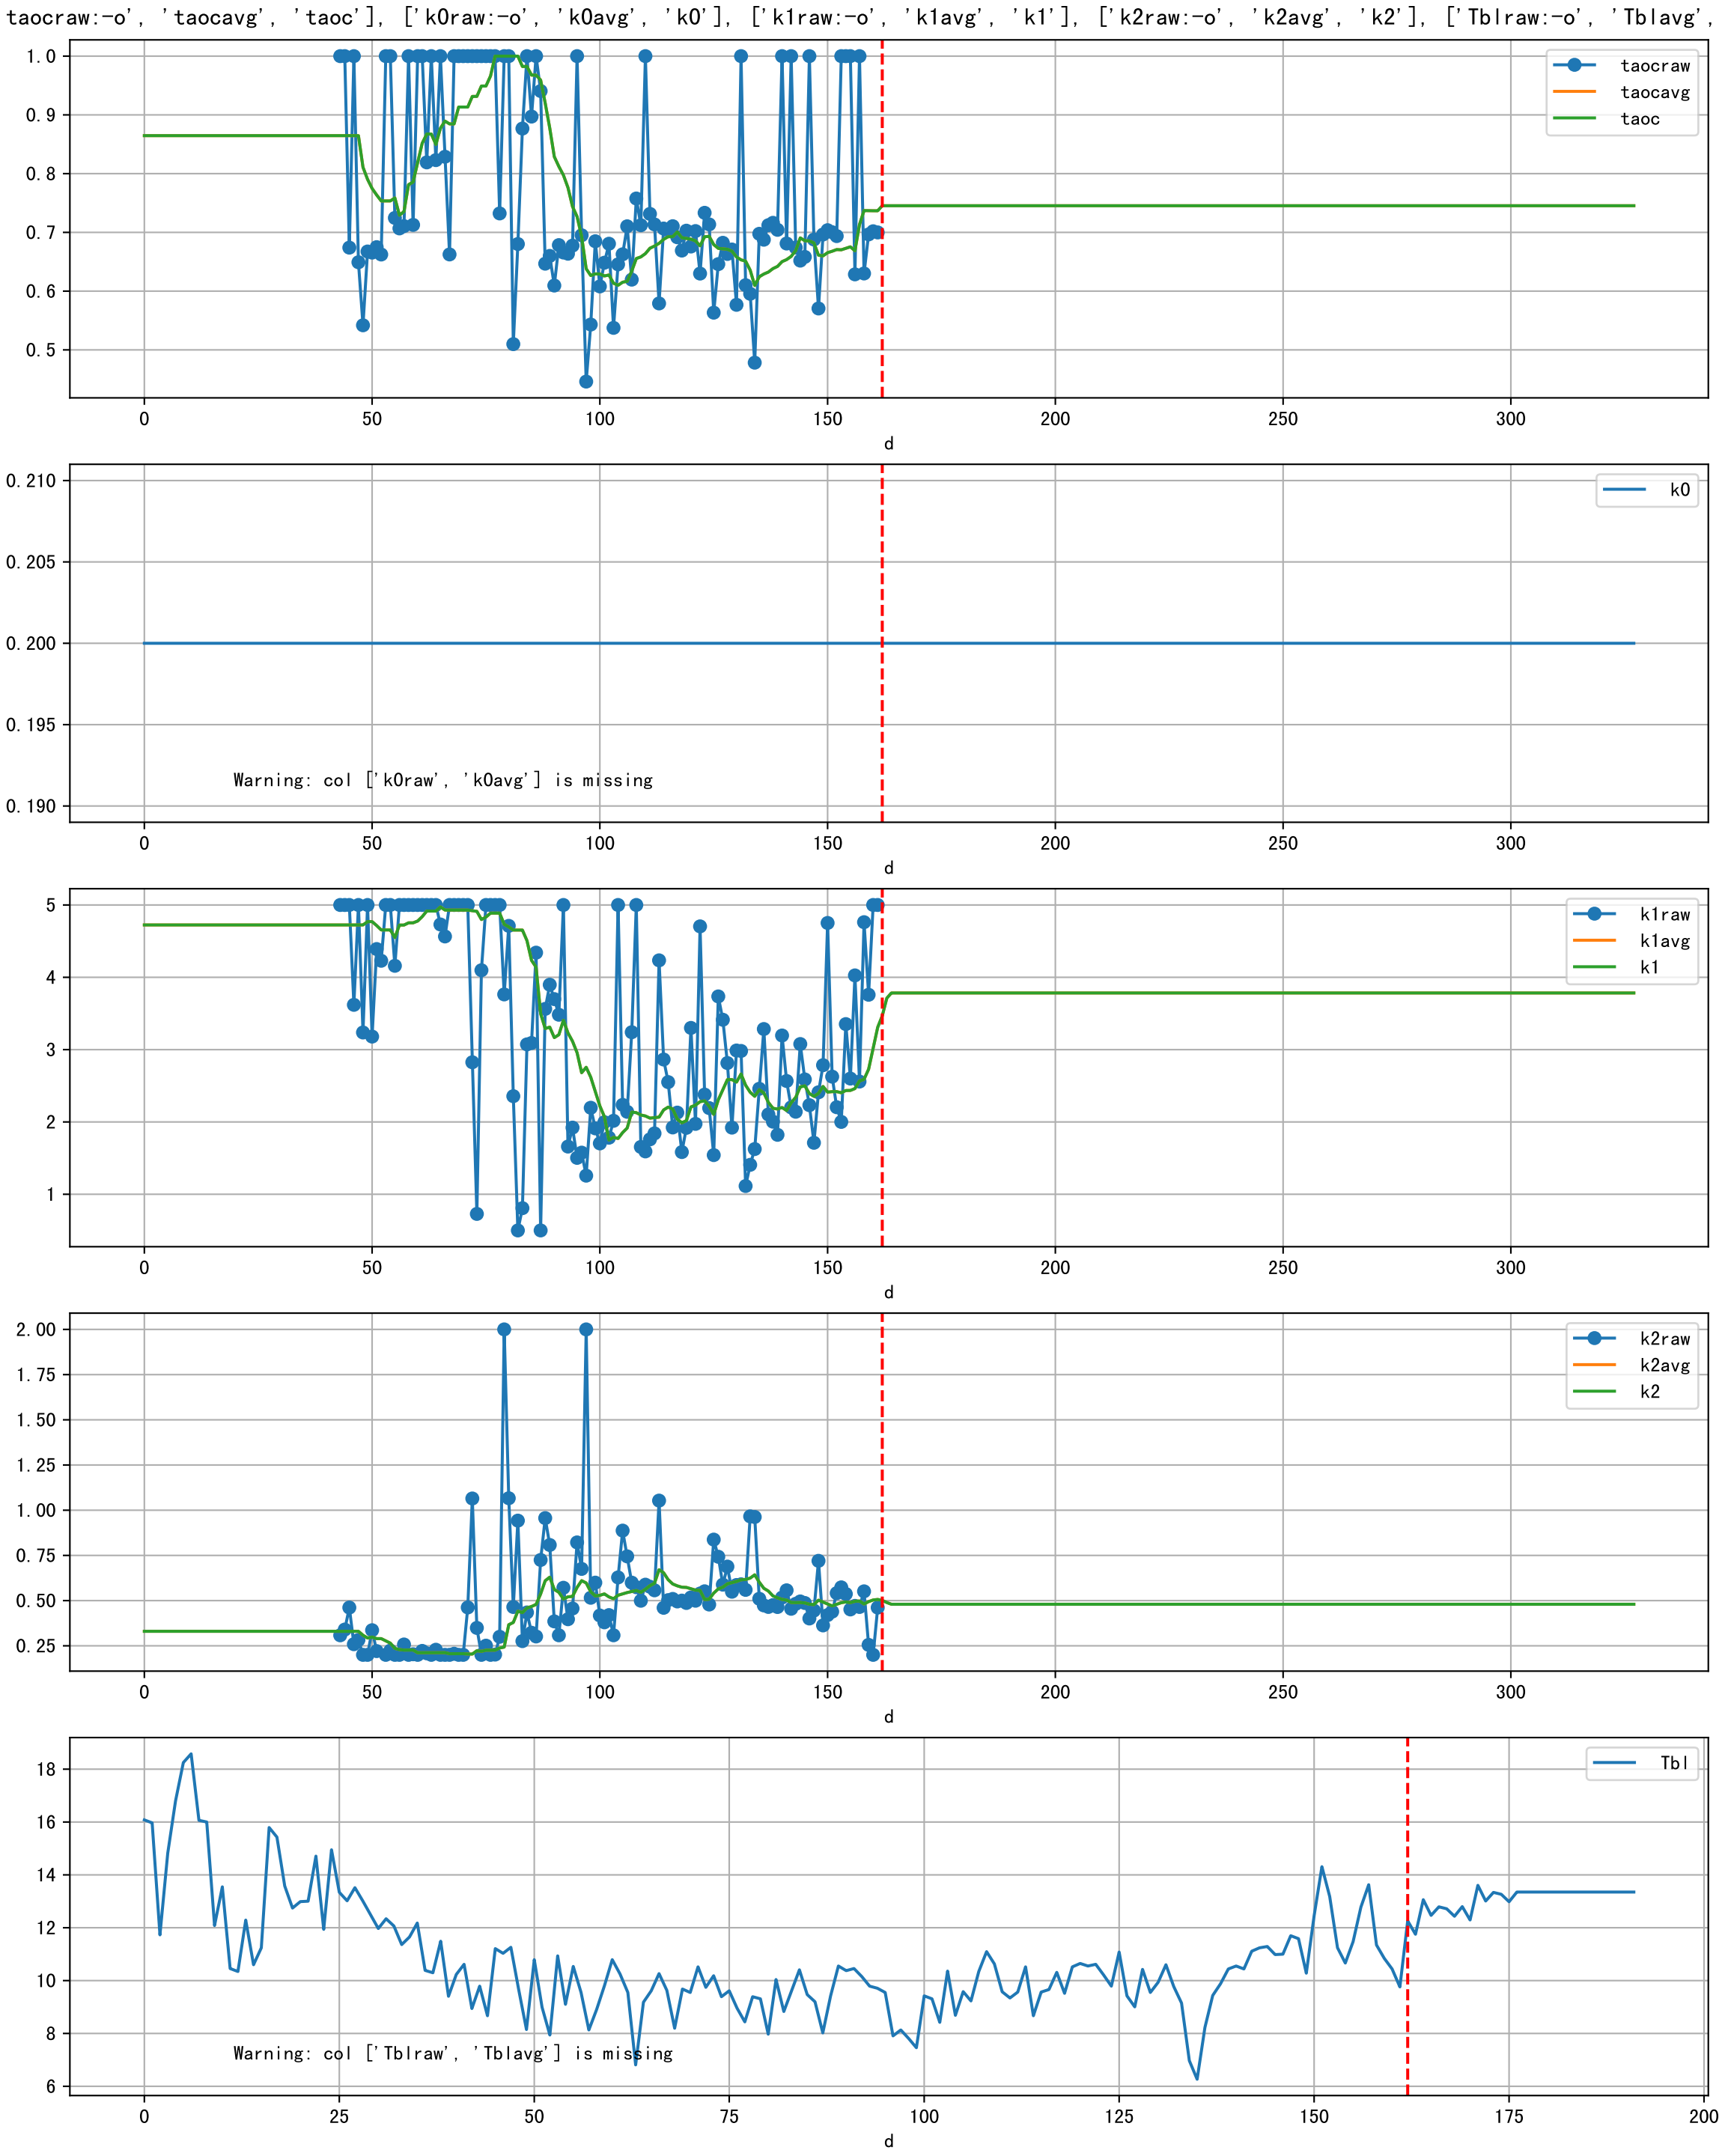 taocraw:-o', 'taocavg', 'taoc'], ['k0raw:-o', 'k0avg', 'k0'], ['k1raw:-o', 'k1avg', 'k1'], ['k2raw:-o', 'k2avg', 'k2'], ['Tblraw:-o', 'Tblavg',
1.0
0.9
0.8
0.7
0.6
0.5
taocraw
taocavg
taoc
0 50 100 150 200 250 300
d
0.210
0.205
0.200
0.195
0.190
k0
Warning: col ['k0raw', 'k0avg'] is missing
0 50 100 150 200 250 300
d
5
4
3
2
1
k1raw
k1avg
k1
0 50 100 150 200 250 300
d
2.00
1.75
1.50
1.25
1.00
0.75
0.50
0.25
k2raw
k2avg
k2
0 50 100 150 200 250 300
d
18
16
14
12
10
8
6
Tbl
Warning: col ['Tblraw', 'Tblavg'] is missing
0 25 50 75 100 125 150 175 200
d